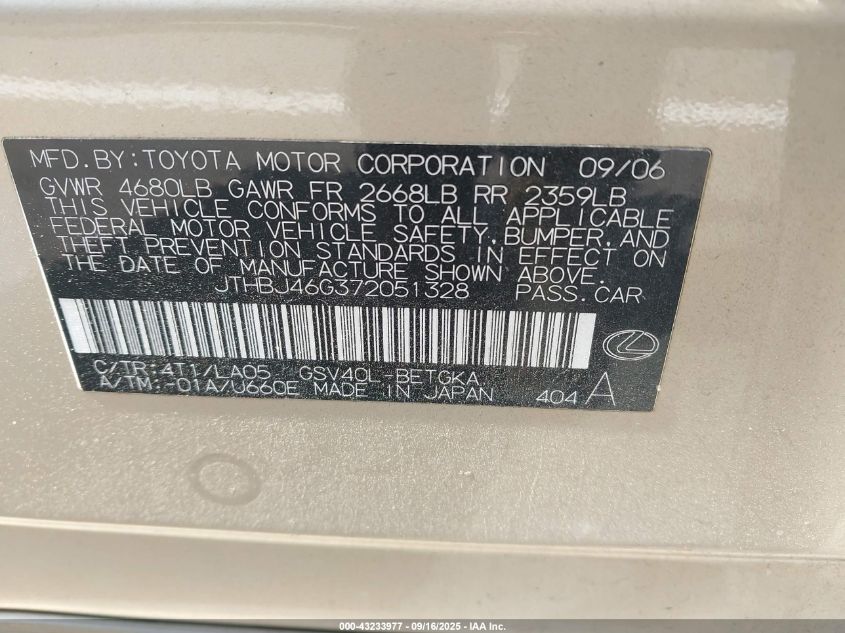 MFD.BY:TOYOTA MOTOR CORPORATION 09/06
GVWR 4680LB GAWR FR 2668LB RR 2359LB
THIS VEHICLE CONFORMS TO ALL APPLICABLE
FEDERAL MOTOR VEHICLE SAFETY,BUMPER,AND
THEFT PREVENTION STANDARDS IN EFFECT ON
THE DATE OF MANUFACTURE SHOWN ABOVE.
JTHBJ46G372051328 PASS.CAR
C/TR:4T1/LA05 GSV40L-BETGKA
A/TM:-01A/U660E MADE IN JAPAN 404 A
000-43233977 - 09/16/2025 - IAA Inc.